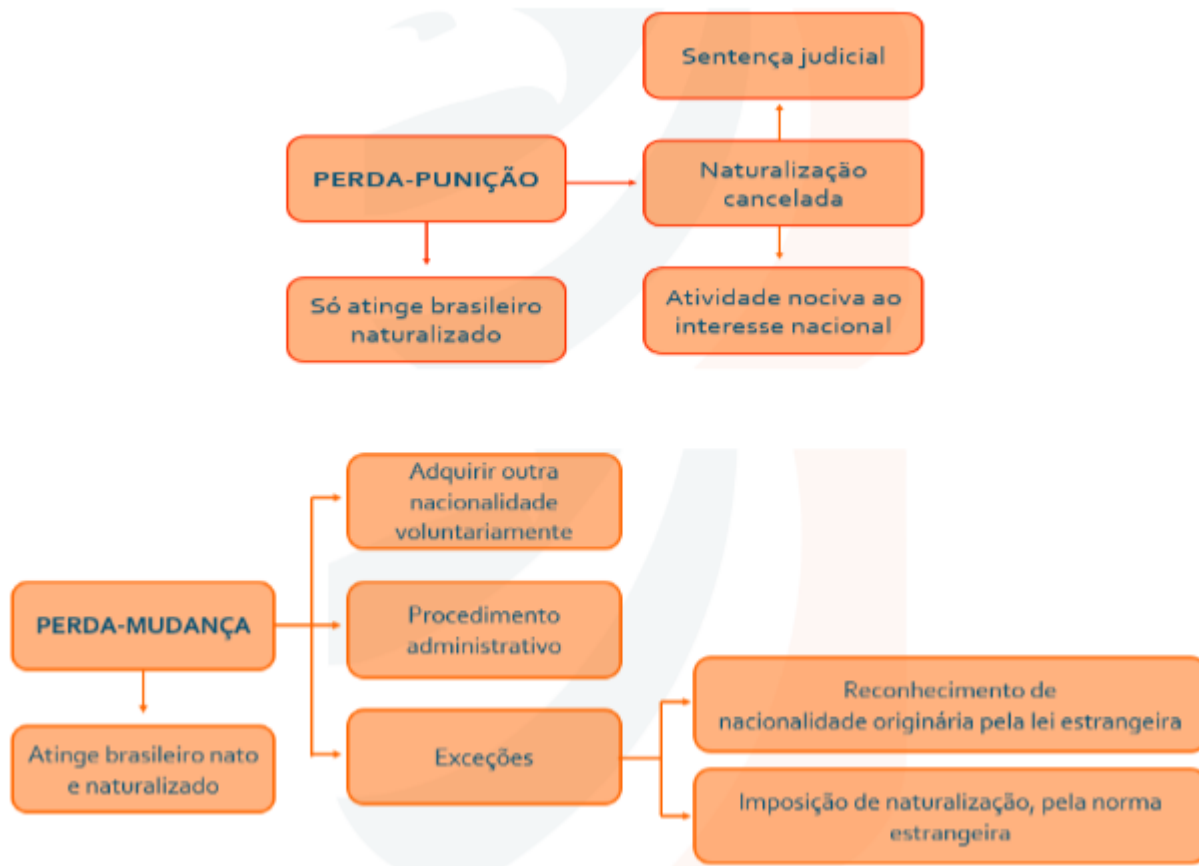 Sentença judicial
PERDA-PUNIÇÃO
Naturalização
cancelada
Só atinge brasileiro
naturalizado
Atividade nociva ao
interesse nacional
Adquirir outra
nacionalidade
voluntariamente
PERDA-MUDANÇA
Procedimento
administrativo
Atinge brasileiro nato
e naturalizado
Exceções
Reconhecimento de
nacionalidade originária pela lei estrangeira
Imposição de naturalização, pela norma
estrangeira